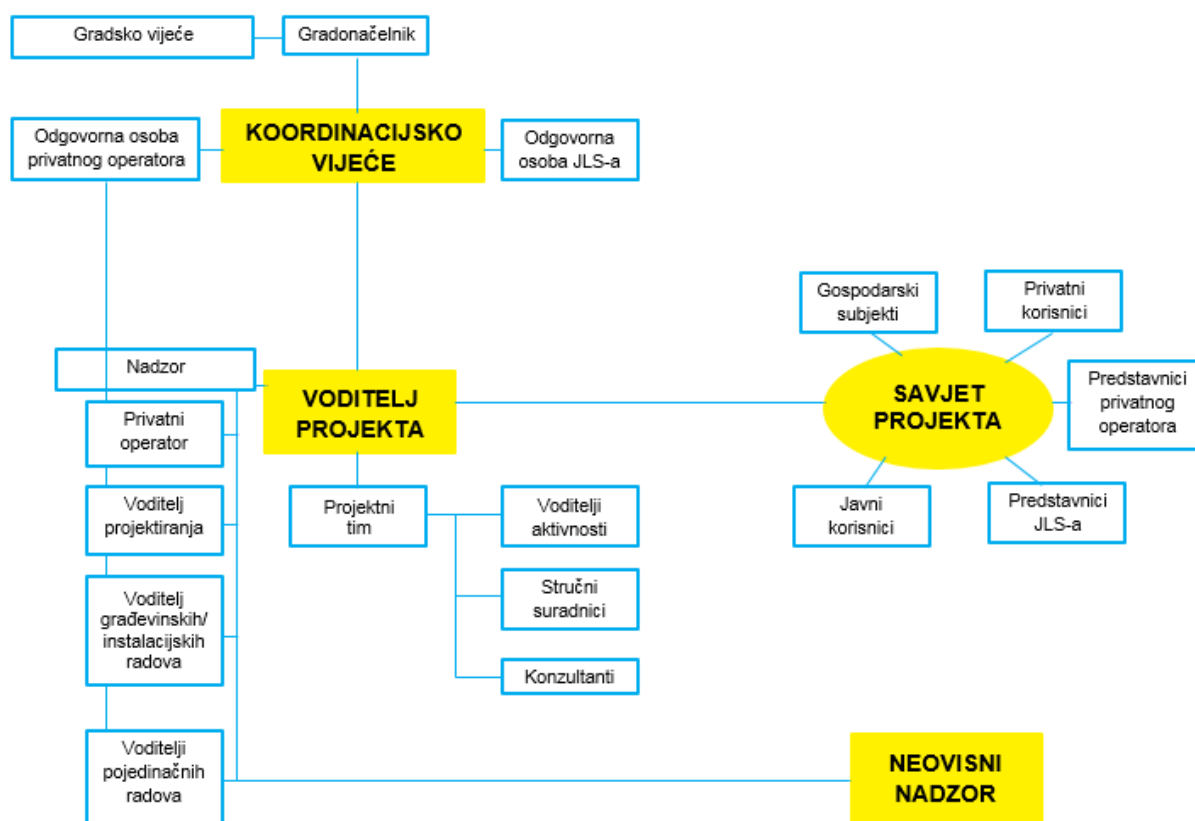 Gradsko vijeće
Gradonačelnik
Odgovorna osoba
privatnog operatora
KOORDINACIJSKO
VIJEĆE
Odgovorna
osoba JLS-a
Gospodarski
subjekti
Privatni
korisnici
Nadzor
VODITELJ
PROJEKTA
SAVJET
PROJEKTA
Predstavnici
privatnog
operatora
Privatni
operator
Voditelj
projektiranja
Projektni
tim
Voditelji
aktivnosti
Javni
korisnici
Predstavnici
JLS-a
Stručni
suradnici
Voditelj
građevinskih/
instalacijskih
radova
Konzultanti
Voditelji
pojedinačnih
radova
NEOVISNI
NADZOR